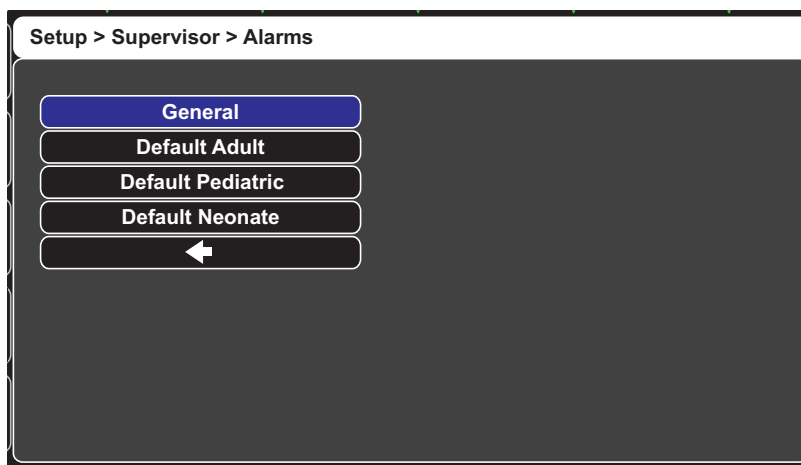 Setup > Supervisor > Alarms
General
Default Adult
Default Pediatric
Default Neonate